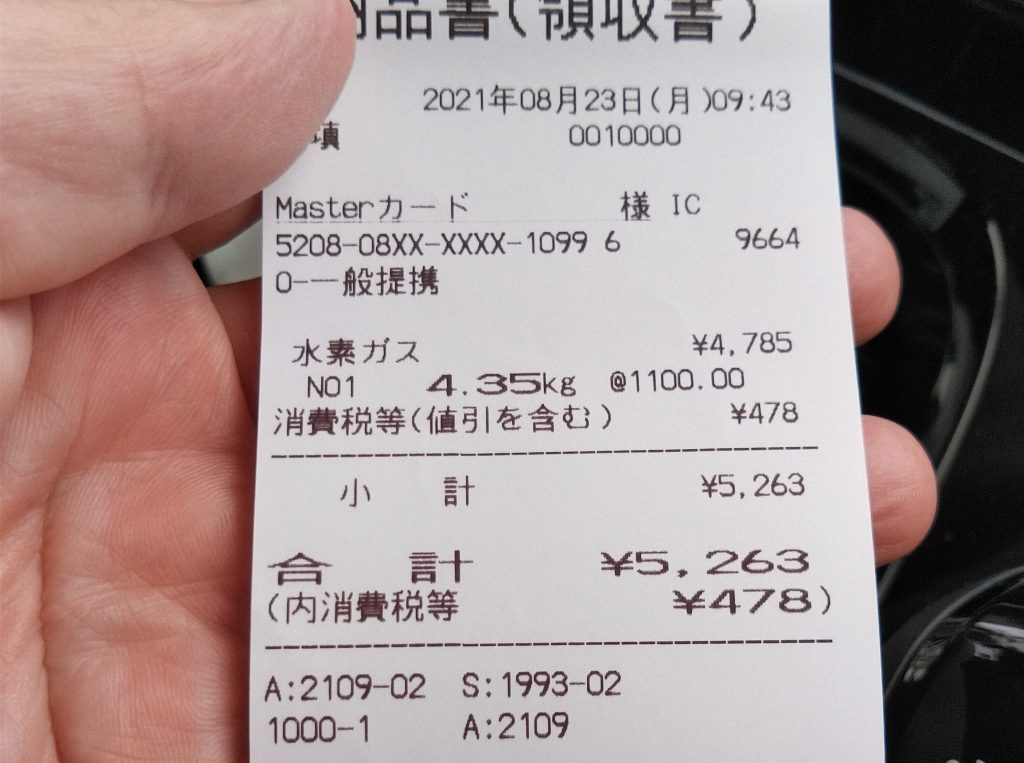 品書(領収書)
2021年08月23日(月)09:43
項 0010000
Masterカード 様 IC
5208-08XX-XXXX-1099 6 9664
0-一般提携
水素ガス ¥4,785
NO1 4.35kg @1100.00
消費税等(値引を含む) ¥478
小 計 ¥5,263
合 計 ¥5,263
(内消費税等 ¥478)
A:2109-02 S:1993-02
1000-1 A:2109